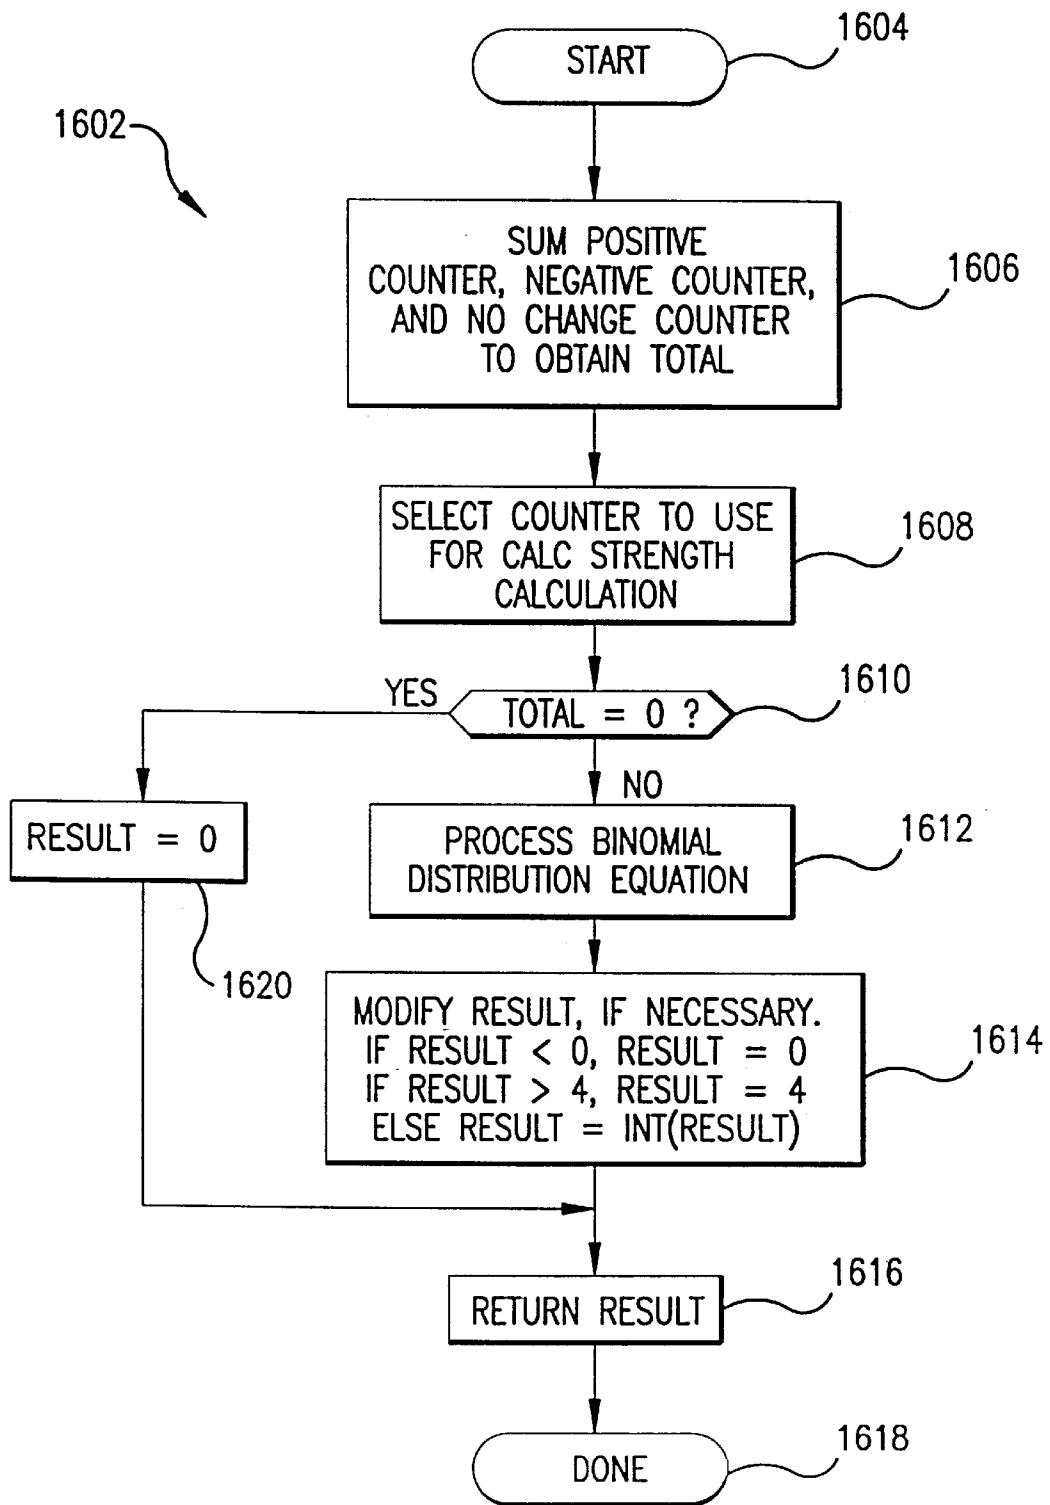 START
1604
1602
SUM POSITIVE
COUNTER, NEGATIVE COUNTER,
AND NO CHANGE COUNTER
TO OBTAIN TOTAL
1606
SELECT COUNTER TO USE
FOR CALC STRENGTH
CALCULATION
1608
YES
TOTAL = 0 ?
1610
NO
RESULT = 0
1620
PROCESS BINOMIAL
DISTRIBUTION EQUATION
1612
MODIFY RESULT, IF NECESSARY.
IF RESULT < 0, RESULT = 0
IF RESULT > 4, RESULT = 4
ELSE RESULT = INT(RESULT)
1614
RETURN RESULT
1616
DONE
1618